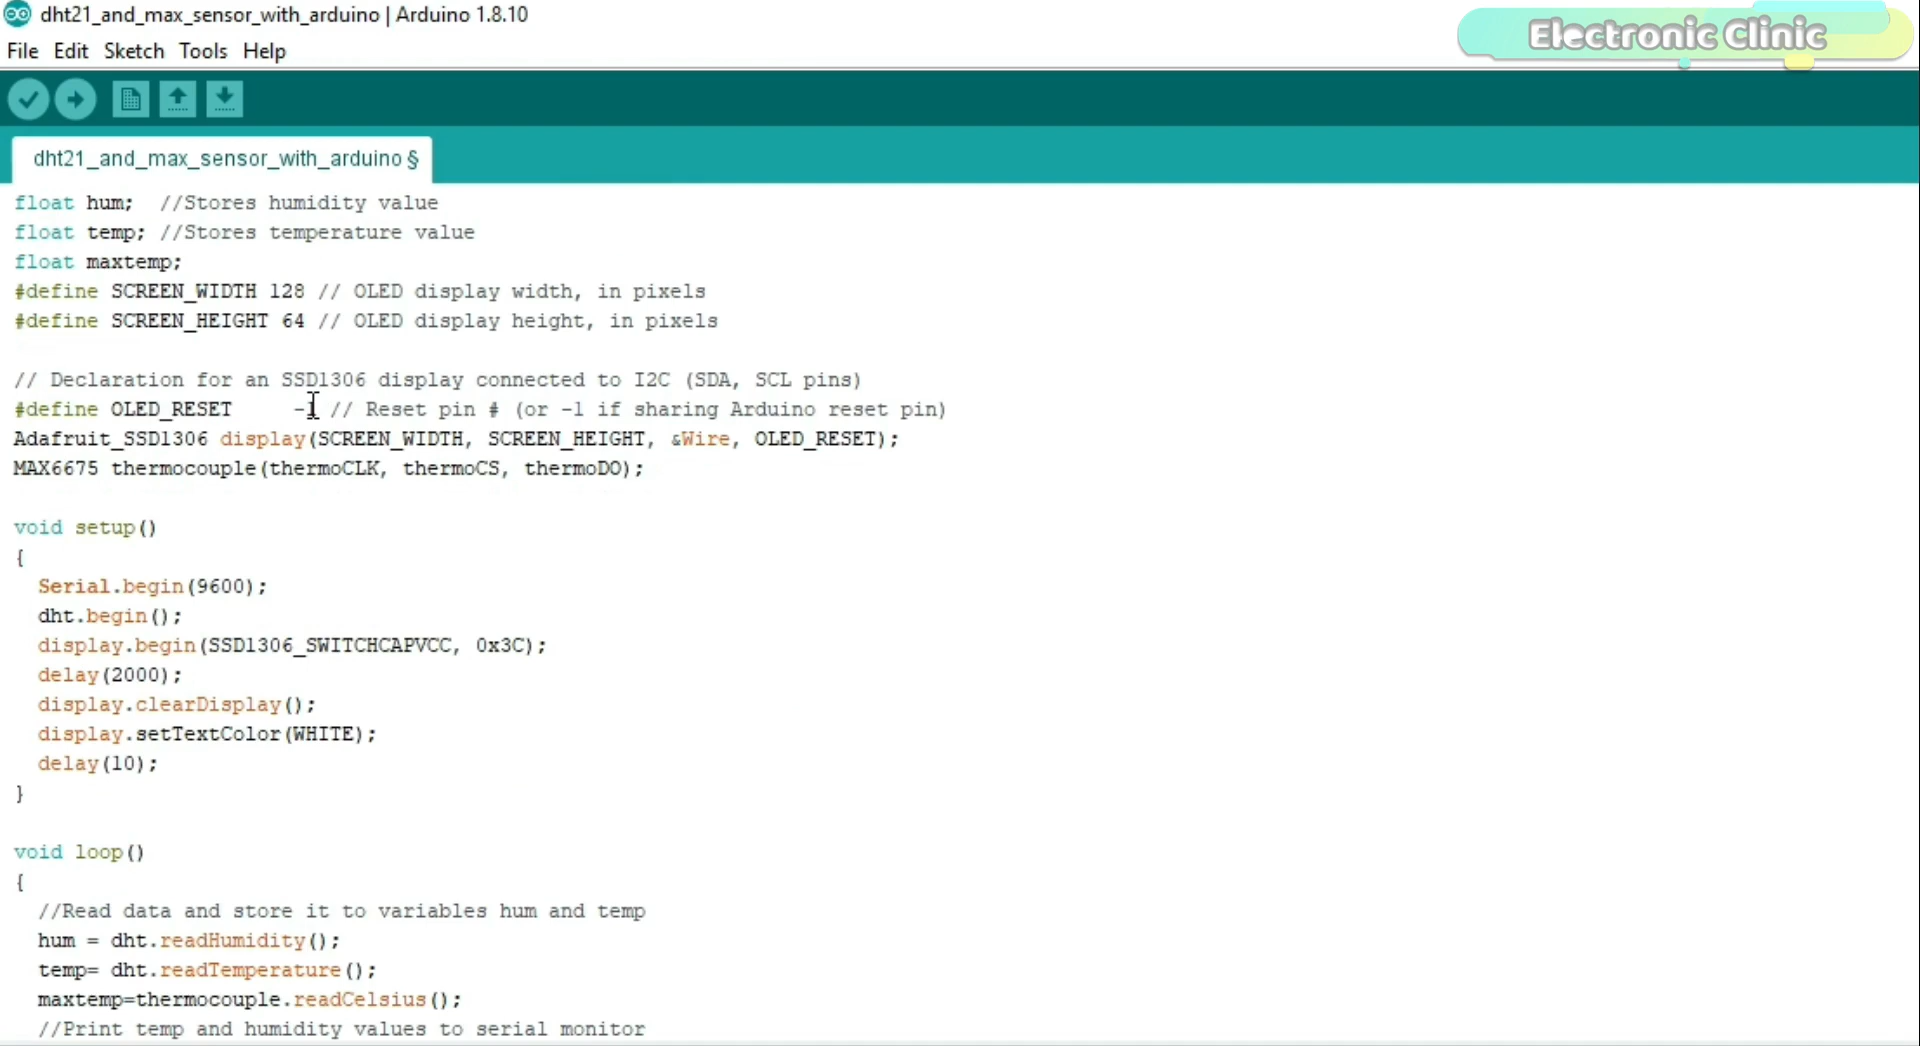 dht21_and_max_sensor_with_arduino | Arduino 1.8.10
Electronic Clinic
File Edit Sketch Tools Help
dht21_and_max_sensor_with_arduino §
float hum;  //Stores humidity value
float temp; //Stores temperature value
float maxtemp;
#define SCREEN_WIDTH 128 // OLED display width, in pixels
#define SCREEN_HEIGHT 64 // OLED display height, in pixels
// Declaration for an SSD1306 display connected to I2C (SDA, SCL pins)
#define OLED_RESET     -1 // Reset pin # (or -1 if sharing Arduino reset pin)
Adafruit_SSD1306 display(SCREEN_WIDTH, SCREEN_HEIGHT, &Wire, OLED_RESET);
MAX6675 thermocouple(thermoCLK, thermoCS, thermoDO);
void setup()
{
  Serial.begin(9600);
  dht.begin();
  display.begin(SSD1306_SWITCHCAPVCC, 0x3C);
  delay(2000);
  display.clearDisplay();
  display.setTextColor(WHITE);
  delay(10);
}
void loop()
{
  //Read data and store it to variables hum and temp
  hum = dht.readHumidity();
  temp= dht.readTemperature();
  maxtemp=thermocouple.readCelsius();
  //Print temp and humidity values to serial monitor